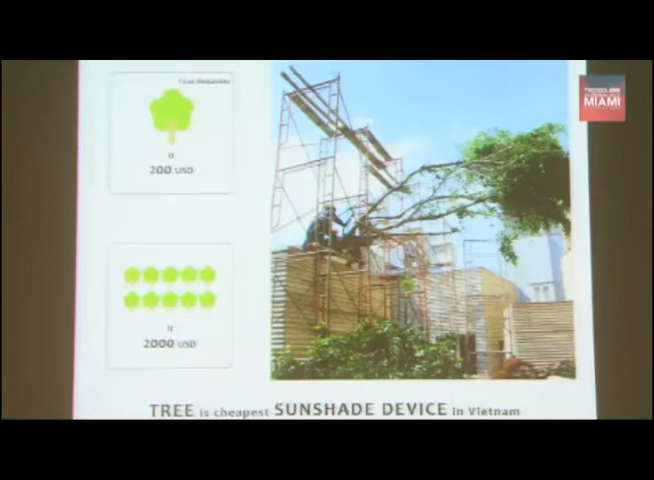 200 USD
2000 USD
MIAMI
TREE is cheapest SUNSHADE DEVICE in Vietnam